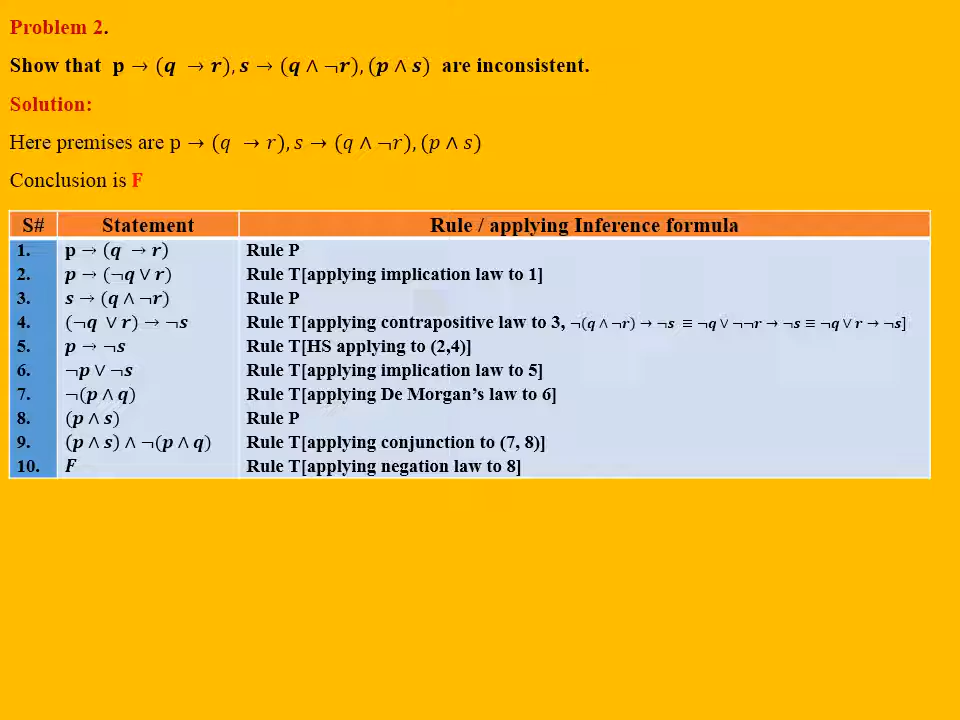 Problem 2.
Show that p → (q → r), s → (q ∧ ¬r), (p ∧ s) are inconsistent.
Solution:
Here premises are p → (q → r), s → (q ∧ ¬r), (p ∧ s)
Conclusion is F
S# Statement Rule / applying Inference formula
1. p → (q → r) Rule P
2. p → (¬q ∨ r) Rule T[applying implication law to 1]
3. s → (q ∧ ¬r) Rule P
4. (¬q ∨ r) → ¬s Rule T[applying contrapositive law to 3, ¬(q ∧ ¬r) → ¬s ≡ ¬q ∨ ¬¬r → ¬s ≡ ¬q ∨ r → ¬s]
5. p → ¬s Rule T[HS applying to (2,4)]
6. ¬p ∨ ¬s Rule T[applying implication law to 5]
7. ¬(p ∧ q) Rule T[applying De Morgan’s law to 6]
8. (p ∧ s) Rule P
9. (p ∧ s) ∧ ¬(p ∧ q) Rule T[applying conjunction to (7, 8)]
10. F Rule T[applying negation law to 8]